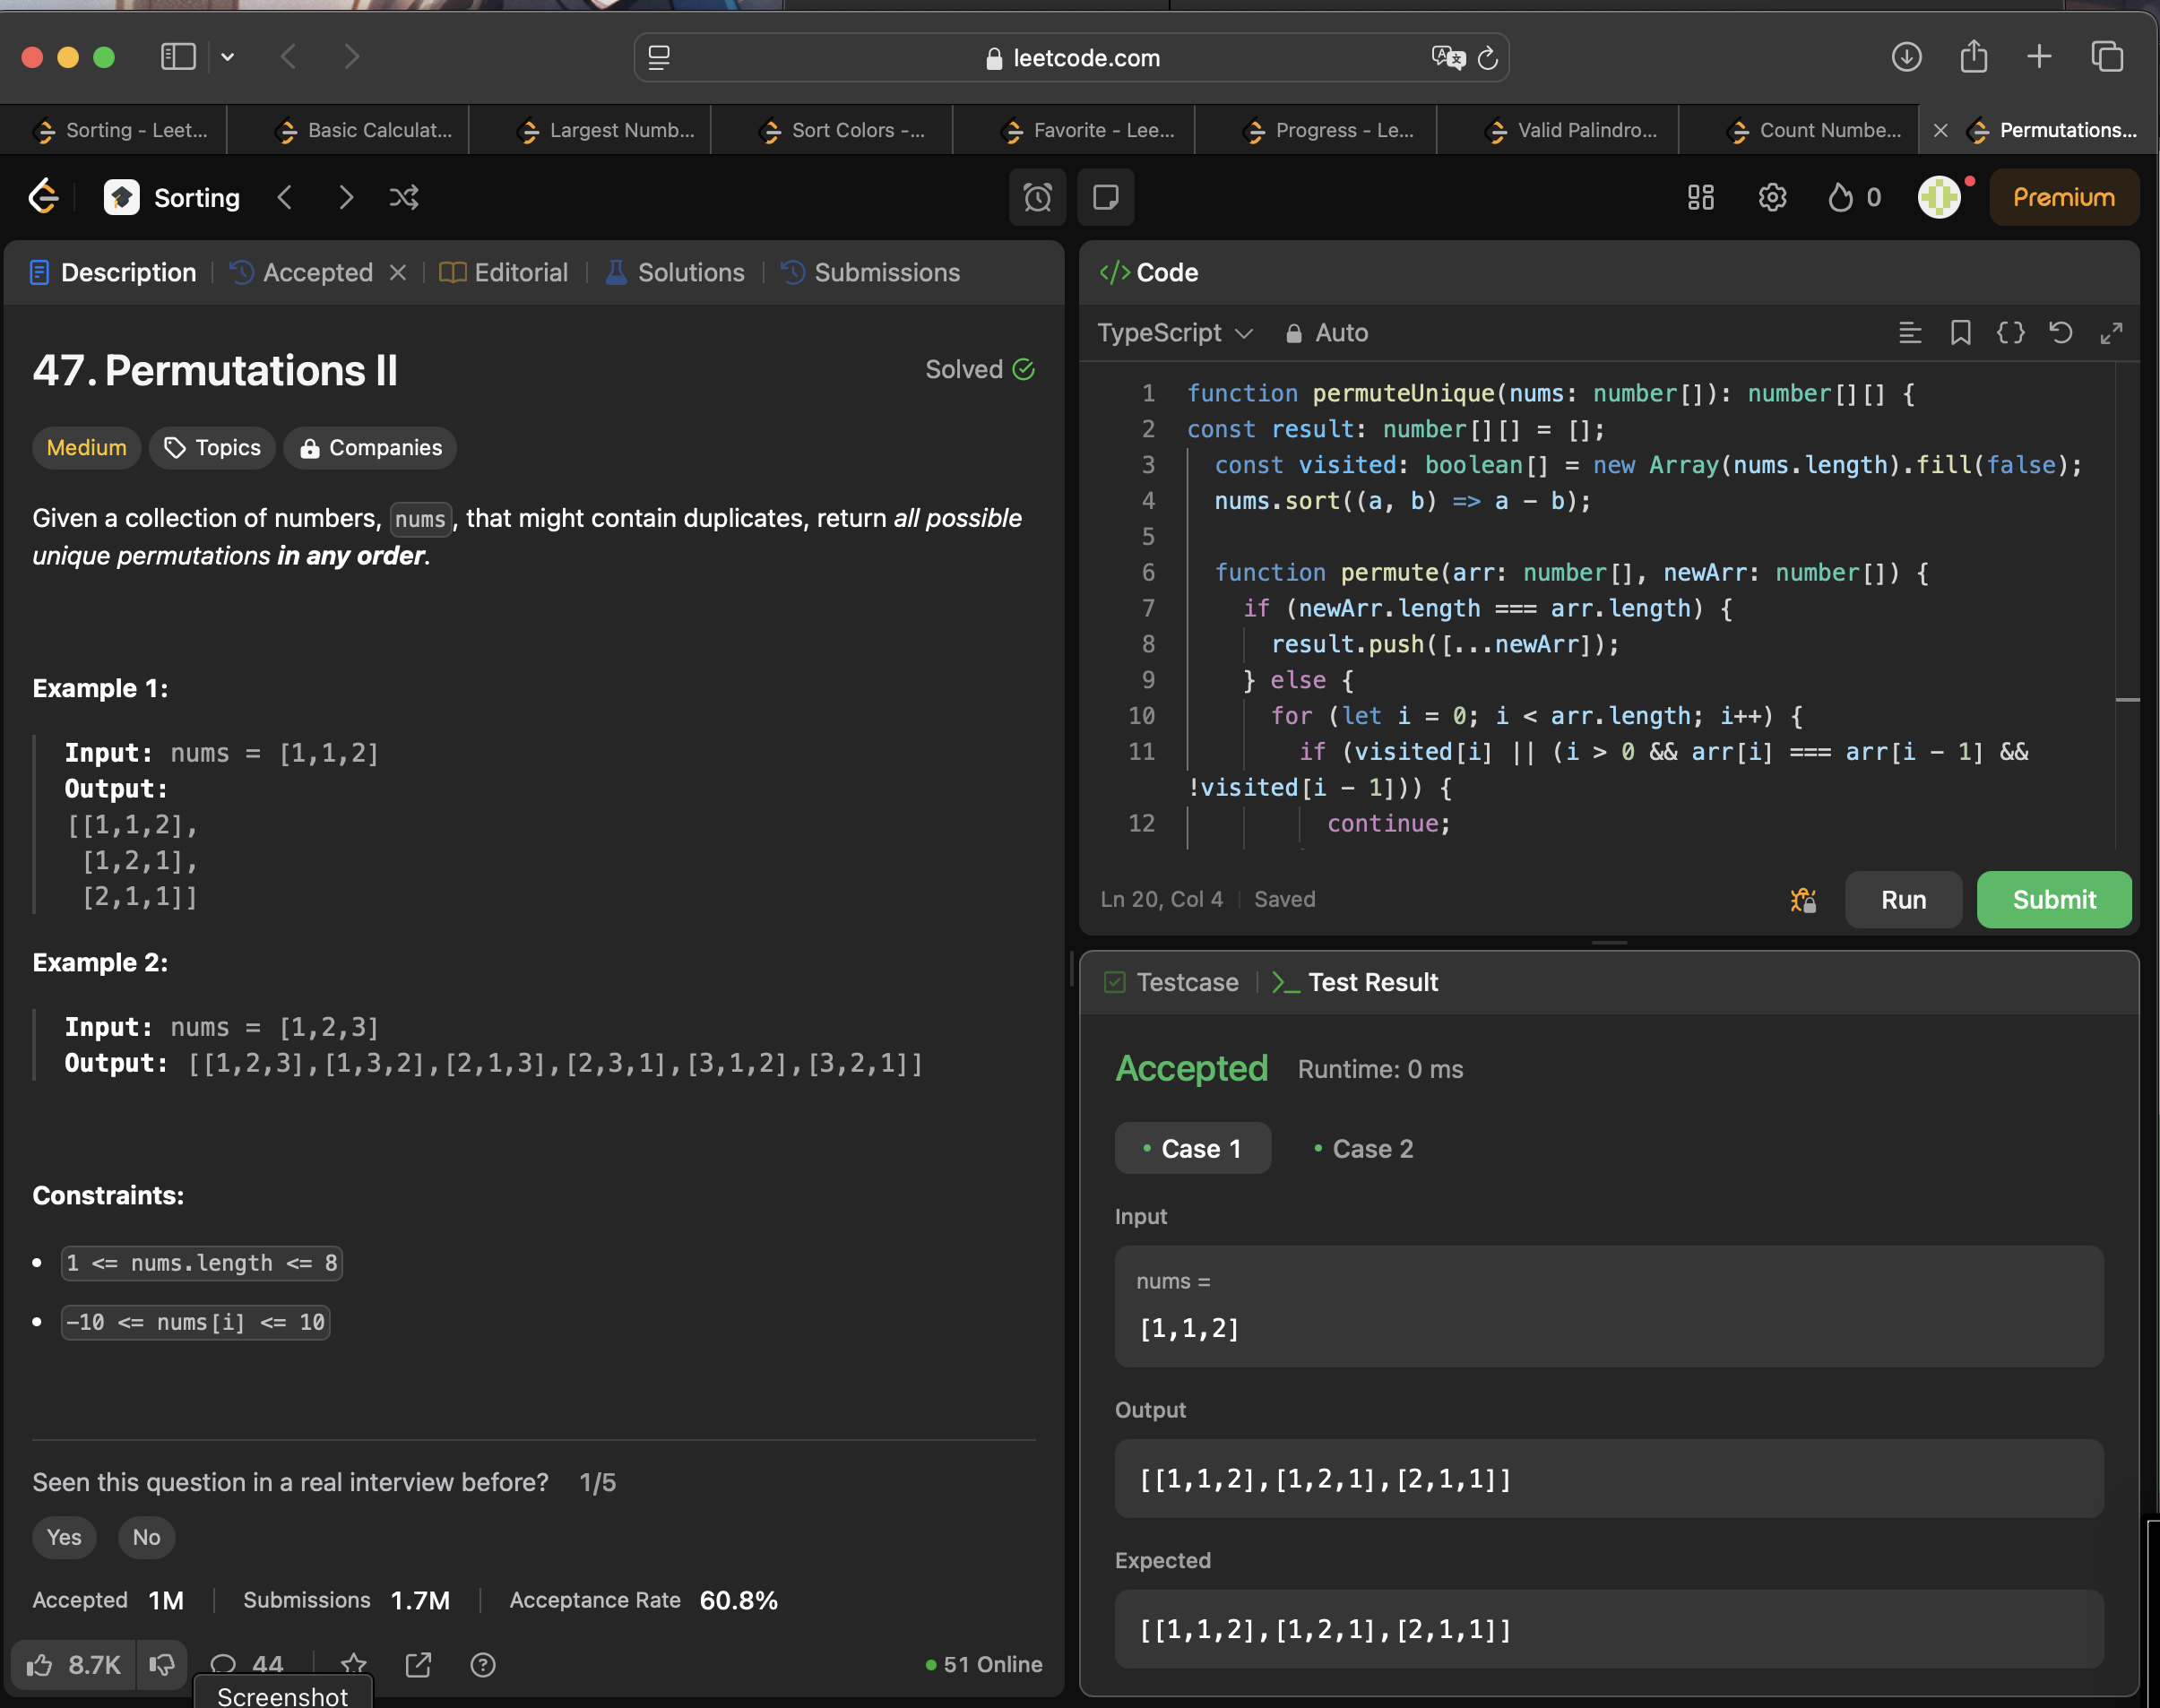 leetcode.com
Sorting - Leet...
Basic Calculat...
Largest Numb...
Sort Colors -...
Favorite - Lee...
Progress - Le...
Valid Palindro...
Count Numbe...
Permutations...
Sorting
0
Premium
Description
Accepted
Editorial
Solutions
Submissions
47. Permutations II
Solved
Medium
Topics
Companies
Given a collection of numbers, nums, that might contain duplicates, return all possible
unique permutations in any order.
Example 1:
Input: nums = [1,1,2]
Output:
[[1,1,2],
[1,2,1],
[2,1,1]]
Example 2:
Input: nums = [1,2,3]
Output: [[1,2,3],[1,3,2],[2,1,3],[2,3,1],[3,1,2],[3,2,1]]
Constraints:
1 <= nums.length <= 8
-10 <= nums[i] <= 10
Seen this question in a real interview before? 1/5
Yes
No
Accepted 1M
Submissions 1.7M
Acceptance Rate 60.8%
8.7K
44
51 Online
Screenshot
</> Code
TypeScript
Auto
1 function permuteUnique(nums: number[]): number[][] {
2 const result: number[][] = [];
3 const visited: boolean[] = new Array(nums.length).fill(false);
4 nums.sort((a, b) => a - b);
5
6 function permute(arr: number[], newArr: number[]) {
7 if (newArr.length === arr.length) {
8 result.push([...newArr]);
9 } else {
10 for (let i = 0; i < arr.length; i++) {
11 if (visited[i] || (i > 0 && arr[i] === arr[i - 1] &&
!visited[i - 1])) {
12 continue;
Ln 20, Col 4
Saved
Run
Submit
Testcase
Test Result
Accepted
Runtime: 0 ms
Case 1
Case 2
Input
nums =
[1,1,2]
Output
[[1,1,2],[1,2,1],[2,1,1]]
Expected
[[1,1,2],[1,2,1],[2,1,1]]